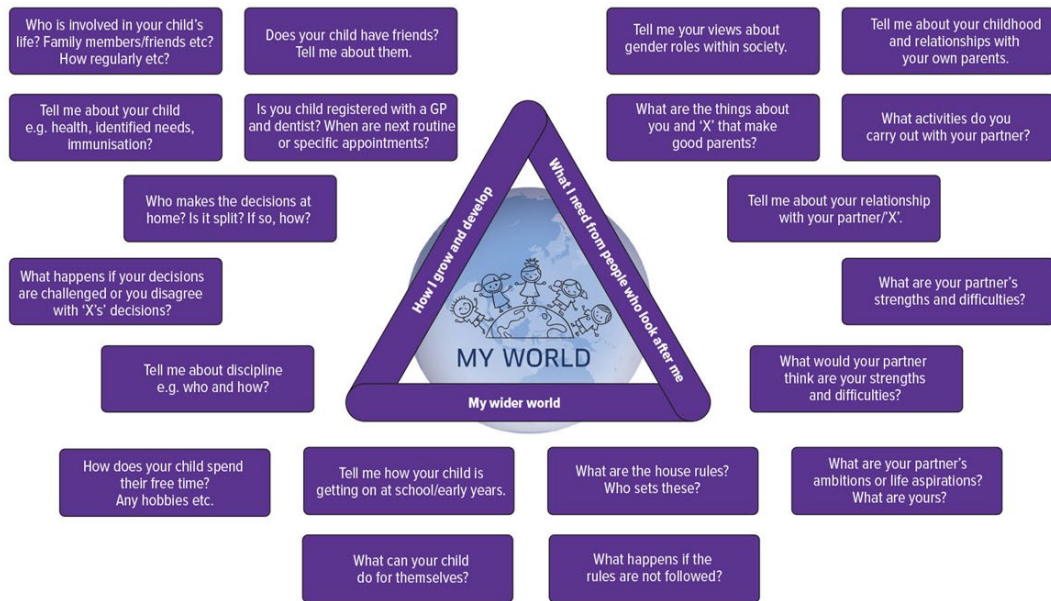 Who is involved in your child's
life? Family members/friends etc?
How regularly etc?
Does your child have friends?
Tell me about them.
Tell me your views about
gender roles within society.
Tell me about your childhood
and relationships with
your own parents.
Tell me about your child
e.g. health, identified needs,
immunisation?
Is you child registered with a GP
and dentist? When are next routine
or specific appointments?
What are the things about
you and ‘X’ that make
good parents?
What activities do you
carry out with your partner?
Who makes the decisions at
home? Is it split? If so, how?
Tell me about your relationship
with your partner/‘X’.
What happens if your decisions
are challenged or you disagree
with ‘X’s’ decisions?
What are your partner's
strengths and difficulties?
Tell me about discipline
e.g. who and how?
What would your partner
think are your strengths
and difficulties?
How I grow and develop
What I need from people who look after me
MY WORLD
My wider world
How does your child spend
their free time?
Any hobbies etc.
Tell me how your child is
getting on at school/early years.
What are the house rules?
Who sets these?
What are your partner's
ambitions or life aspirations?
What are yours?
What can your child
do for themselves?
What happens if the
rules are not followed?